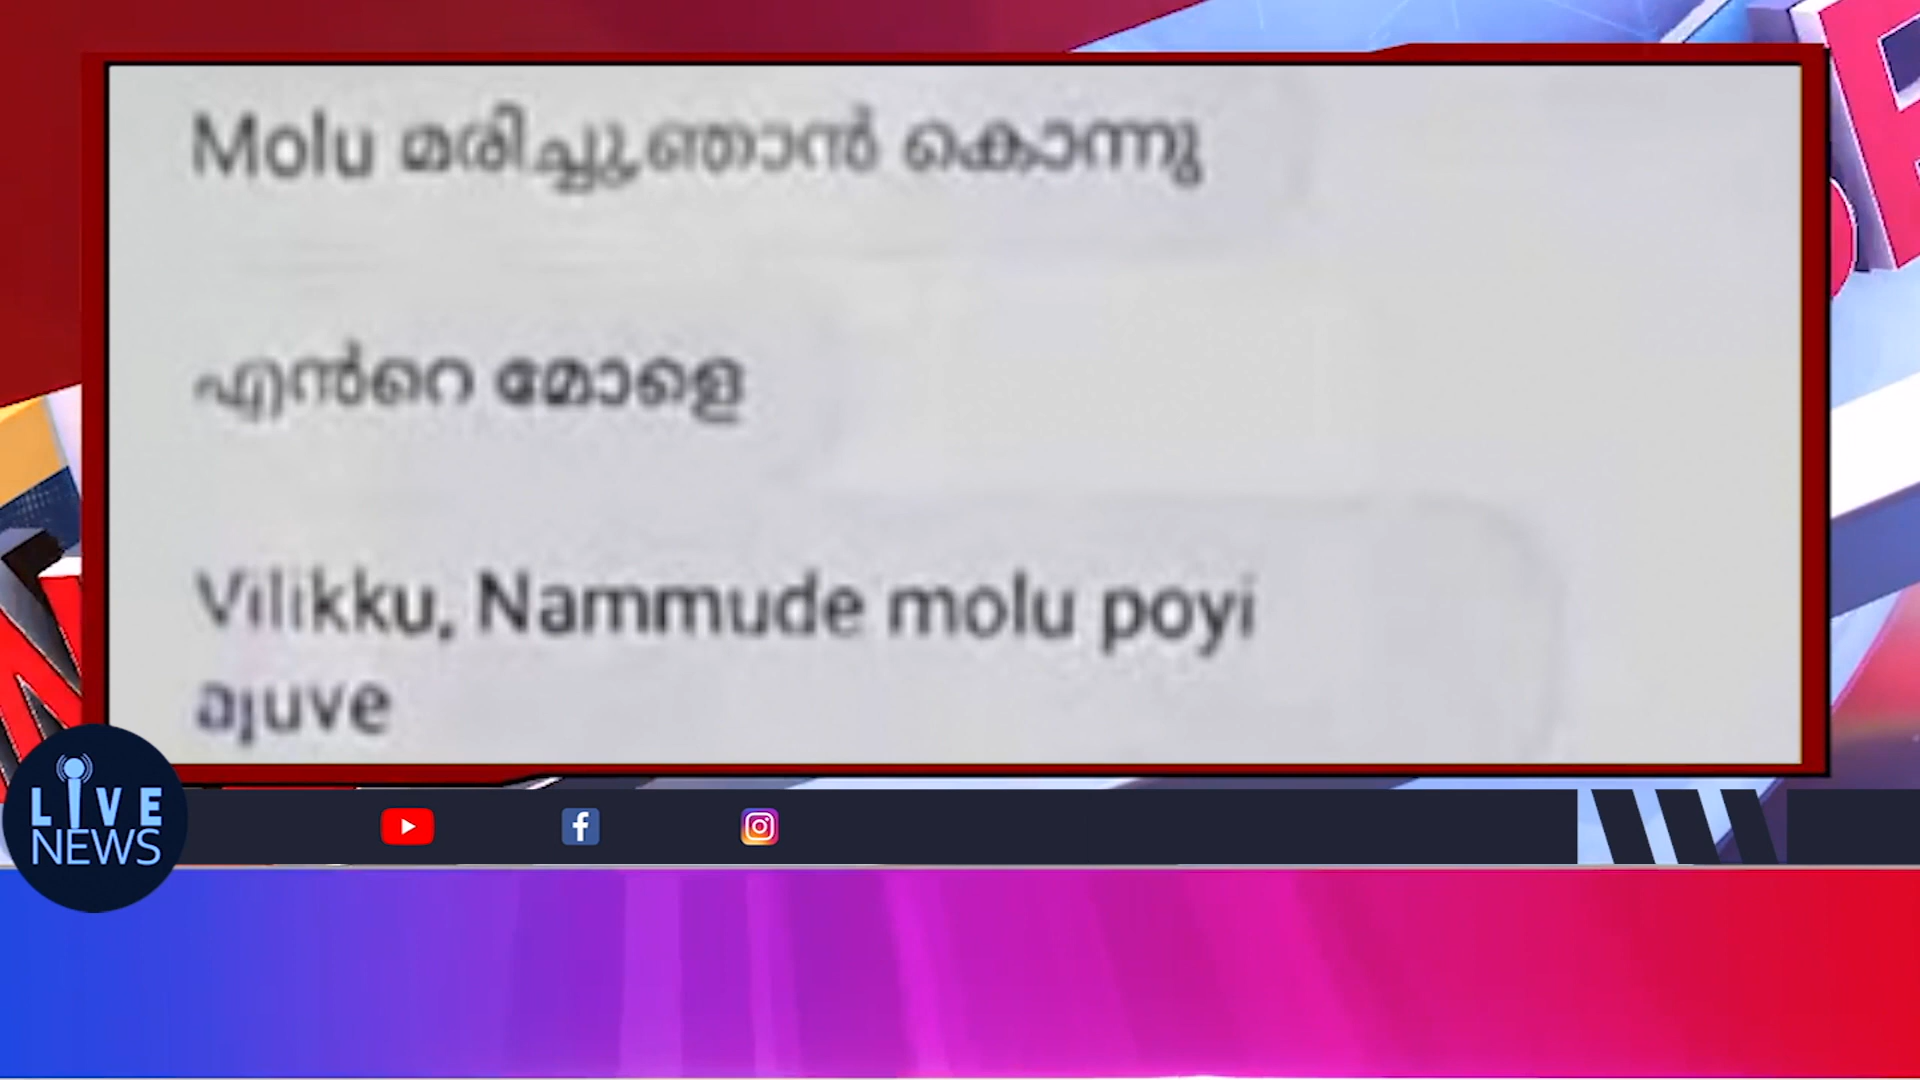 Molu മരിച്ചു,ഞാൻ കൊന്നു
എൻറെ മോളെ
Vilikku, Nammude molu poyi
ajuve
LIVE
NEWS